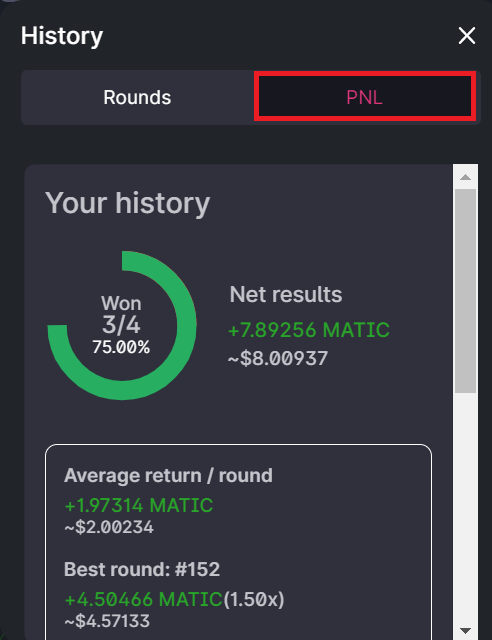 History
Rounds
PNL
Your history
Won
3/4
75.00%
Net results
+7.89256 MATIC
~$8.00937
Average return / round
+1.97314 MATIC
~$2.00234
Best round: #152
+4.50466 MATIC(1.50x)
~$4.57133